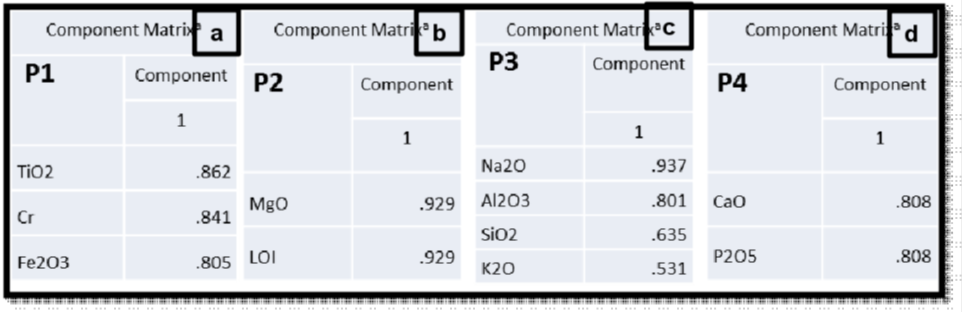 Component Matrixᵃ a
P1 Component
1
TiO2 .862
Cr .841
Fe2O3 .805
Component Matrixᵃ b
P2 Component
1
MgO .929
LOI .929
Component Matrixᵃ c
P3 Component
1
Na2O .937
Al2O3 .801
SiO2 .635
K2O .531
Component Matrixᵃ d
P4 Component
1
CaO .808
P2O5 .808